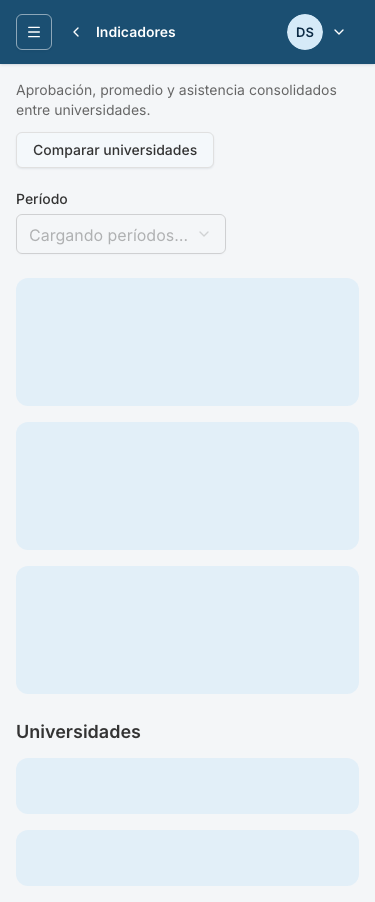 Indicadores
DS
Aprobación, promedio y asistencia consolidados
entre universidades.
Comparar universidades
Período
Cargando períodos...
Universidades